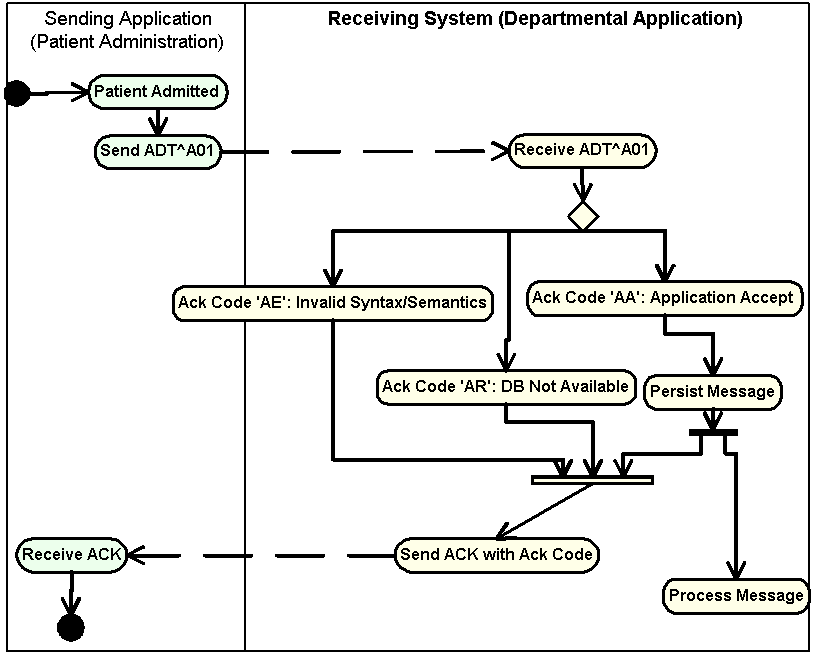 Sending Application
(Patient Administration)
Receiving System (Departmental Application)
Patient Admitted
Send ADT^A01
Receive ADT^A01
Ack Code 'AE': Invalid Syntax/Semantics
Ack Code 'AA': Application Accept
Ack Code 'AR': DB Not Available
Persist Message
Receive ACK
Send ACK with Ack Code
Process Message